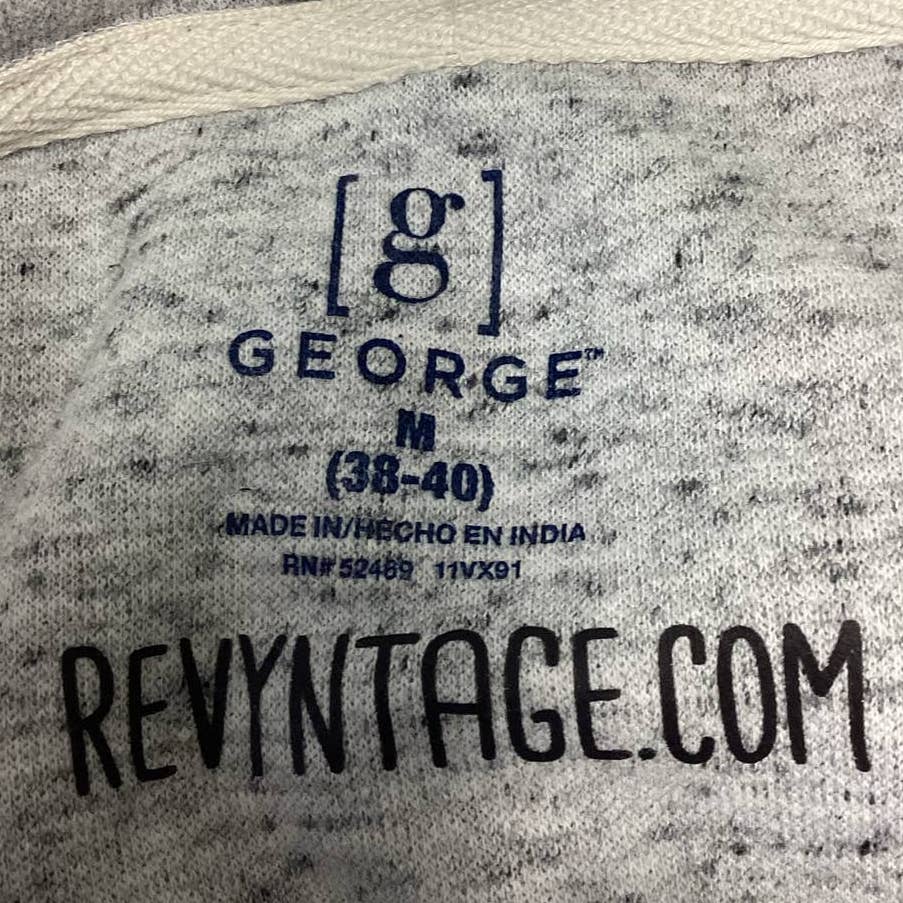 [g]
GEORGE™
M
(38-40)
MADE IN/HECHO EN INDIA
RN# 52469 11VX91
REVYNTAGE.COM